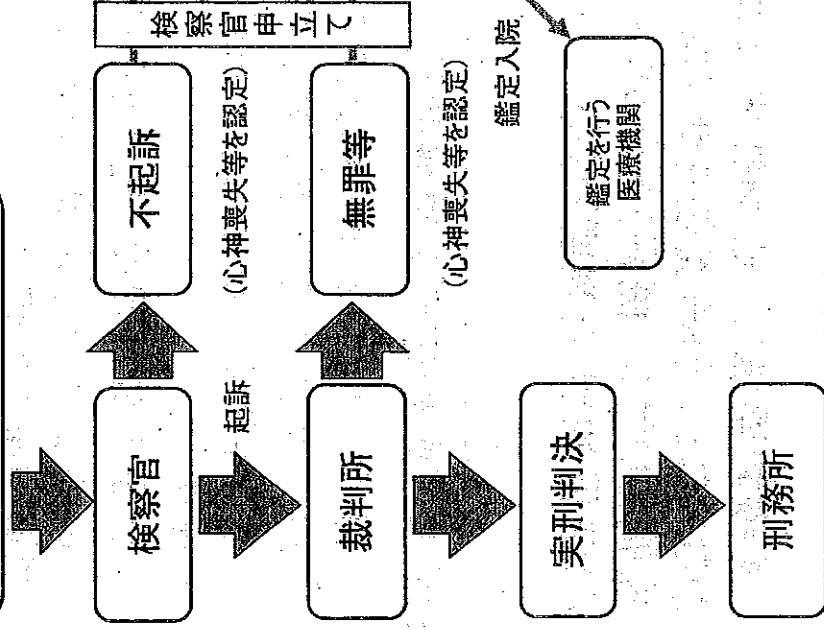 検察官申立て
検察官
不起訴
(心神喪失等を認定)
起訴
裁判所
無罪等
(心神喪失等を認定)
鑑定入院
実刑判決
鑑定を行う
医療機関
刑務所